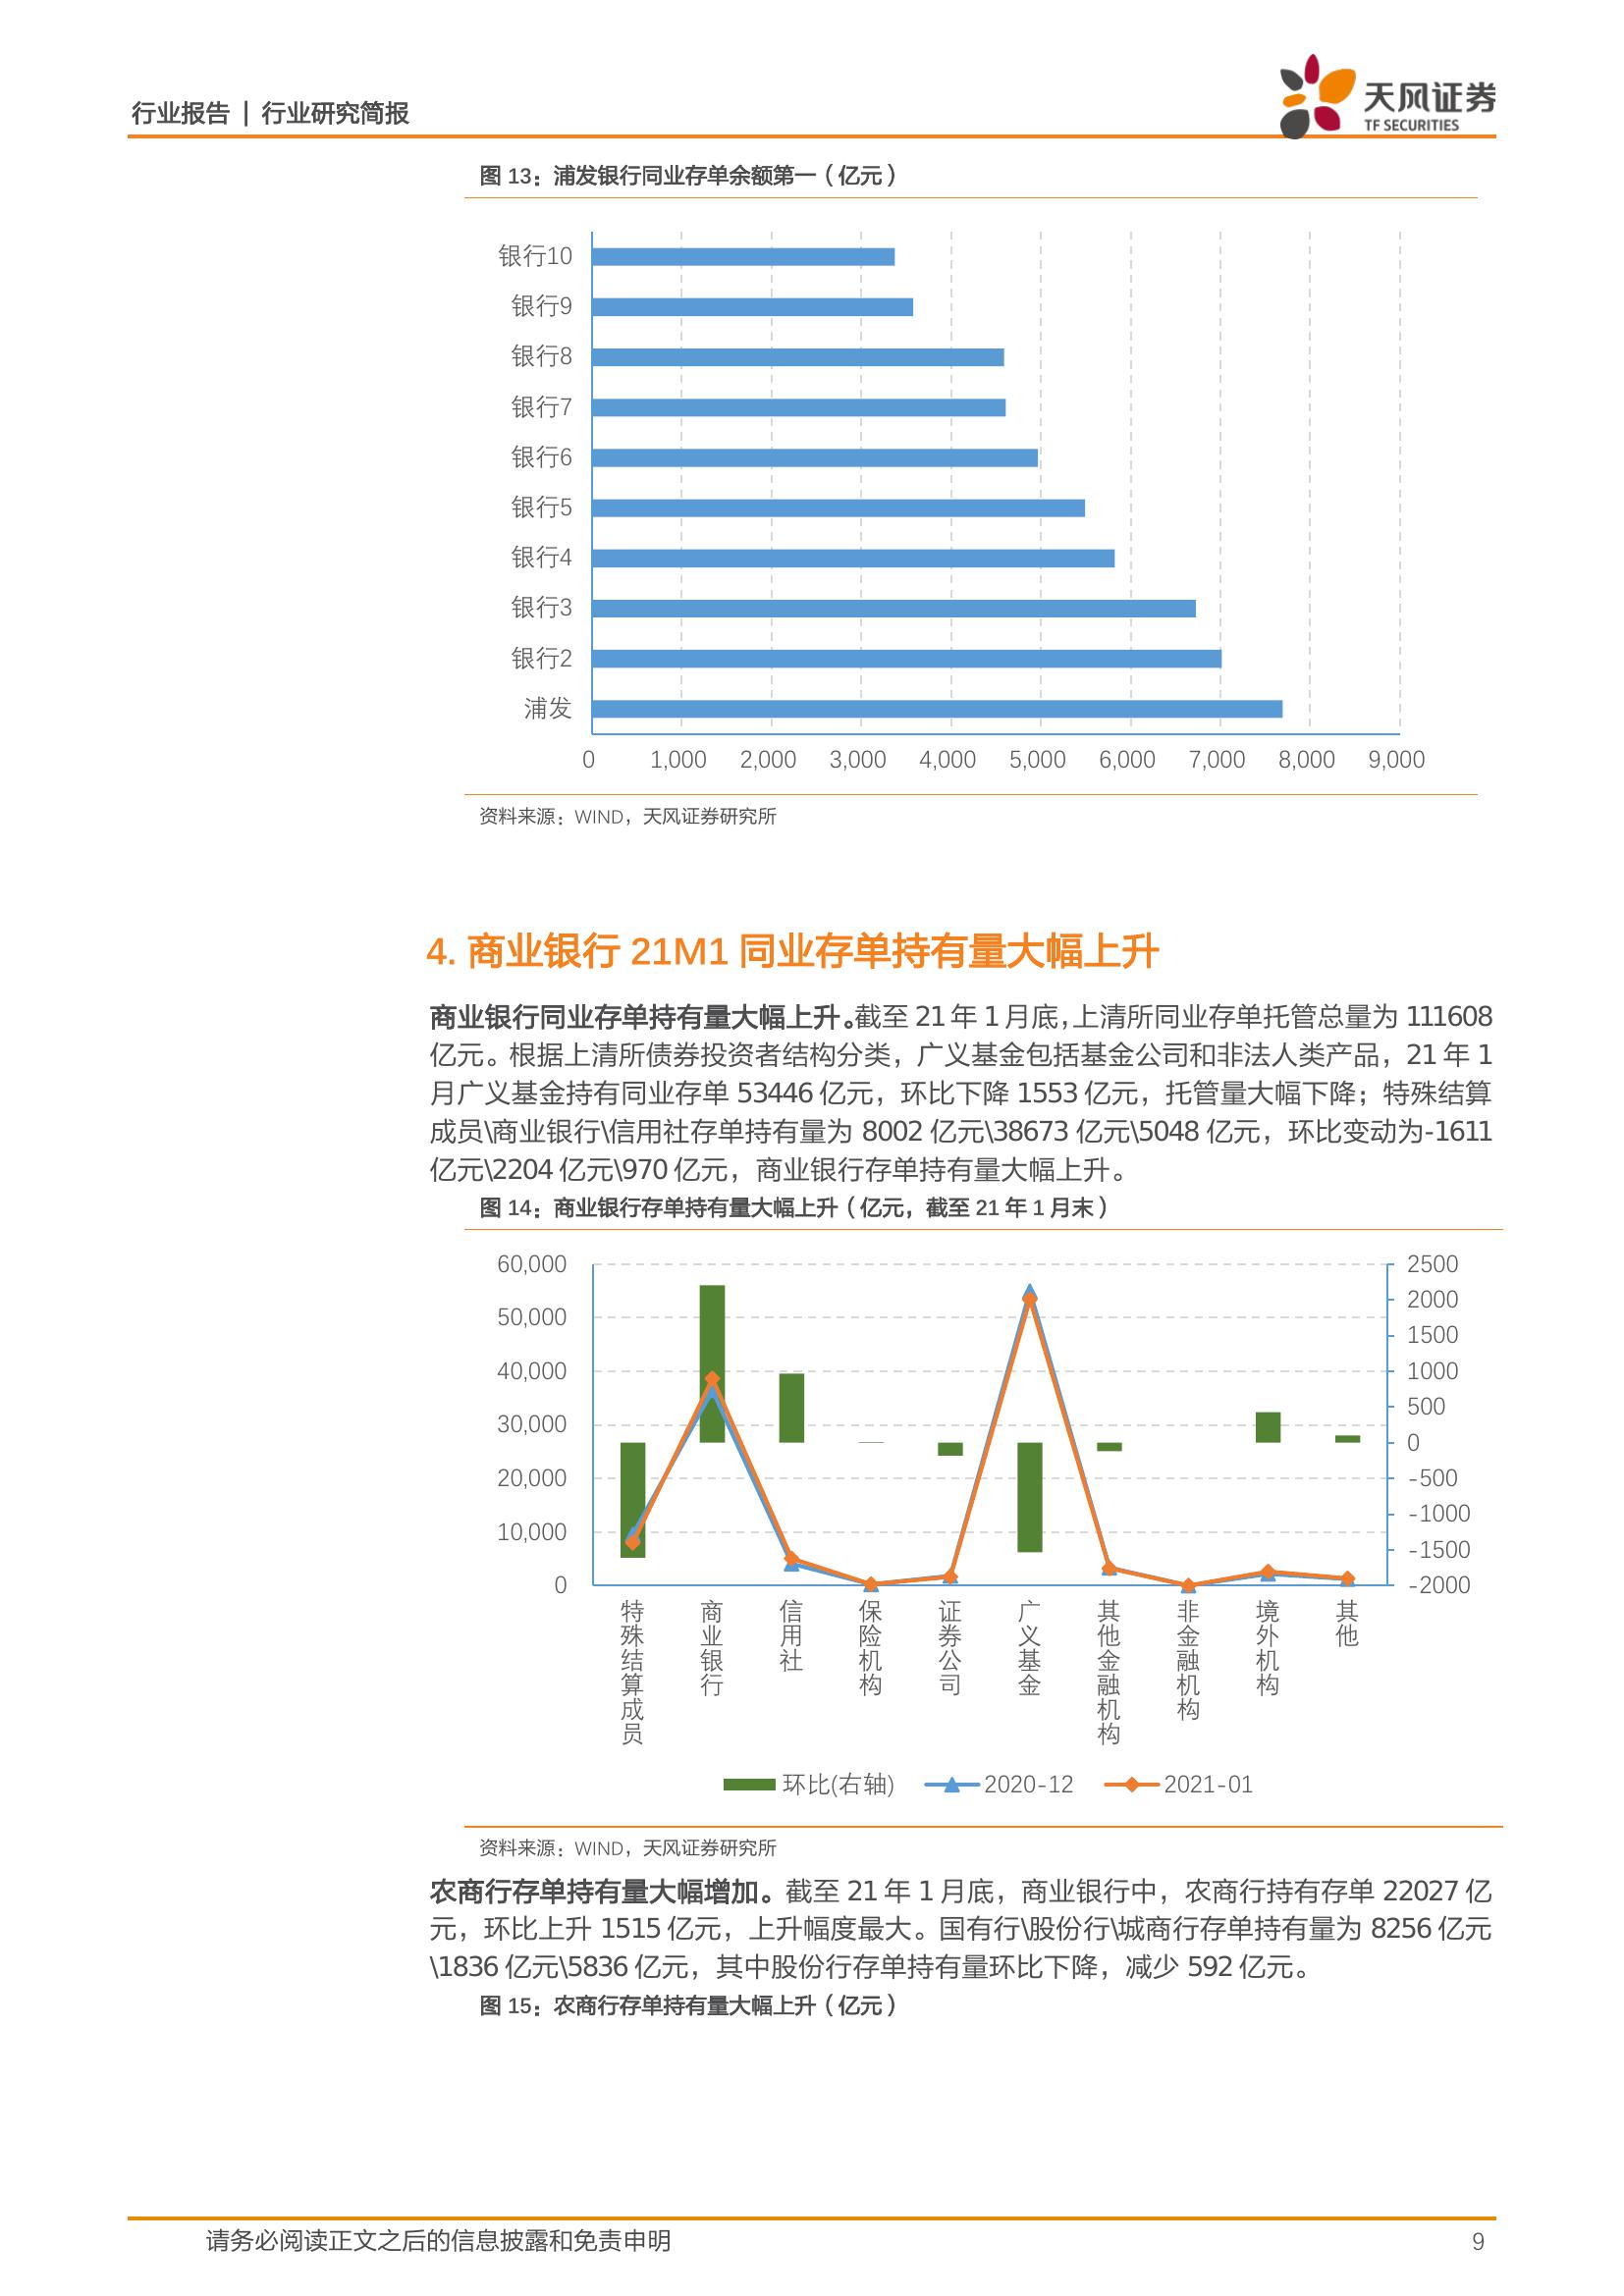 行业报告 | 行业研究简报
天风证券
TF SECURITIES
图 13：浦发银行同业存单余额第一（亿元）
银行10
银行9
银行8
银行7
银行6
银行5
银行4
银行3
银行2
浦发
0 1,000 2,000 3,000 4,000 5,000 6,000 7,000 8,000 9,000
资料来源：WIND，天风证券研究所
4. 商业银行 21M1 同业存单持有量大幅上升
商业银行同业存单持有量大幅上升。截至 21 年 1 月底，上清所同业存单托管总量为 111608
亿元。根据上清所债券投资者结构分类，广义基金包括基金公司和非法人类产品，21 年 1
月广义基金持有同业存单 53446 亿元，环比下降 1553 亿元，托管量大幅下降；特殊结算
成员\商业银行\信用社存单持有量为 8002 亿元\38673 亿元\5048 亿元，环比变动为-1611
亿元\2204 亿元\970 亿元，商业银行存单持有量大幅上升。
图 14：商业银行存单持有量大幅上升（亿元，截至 21 年 1 月末）
60,000 2500
50,000 2000
40,000 1500
30,000 1000
20,000 500
10,000 0
0 -500
-1000
-1500
-2000
特殊结算成员
商业银行
信用社
保险机构
证券公司
广义基金
其他金融机构
非金融机构
境外机构
其他
环比(右轴) 2020-12 2021-01
资料来源：WIND，天风证券研究所
农商行存单持有量大幅增加。截至 21 年 1 月底，商业银行中，农商行持有存单 22027 亿
元，环比上升 1515 亿元，上升幅度最大。国有行\股份行\城商行存单持有量为 8256 亿元
\1836 亿元\5836 亿元，其中股份行存单持有量环比下降，减少 592 亿元。
图 15：农商行存单持有量大幅上升（亿元）
请务必阅读正文之后的信息披露和免责申明 9